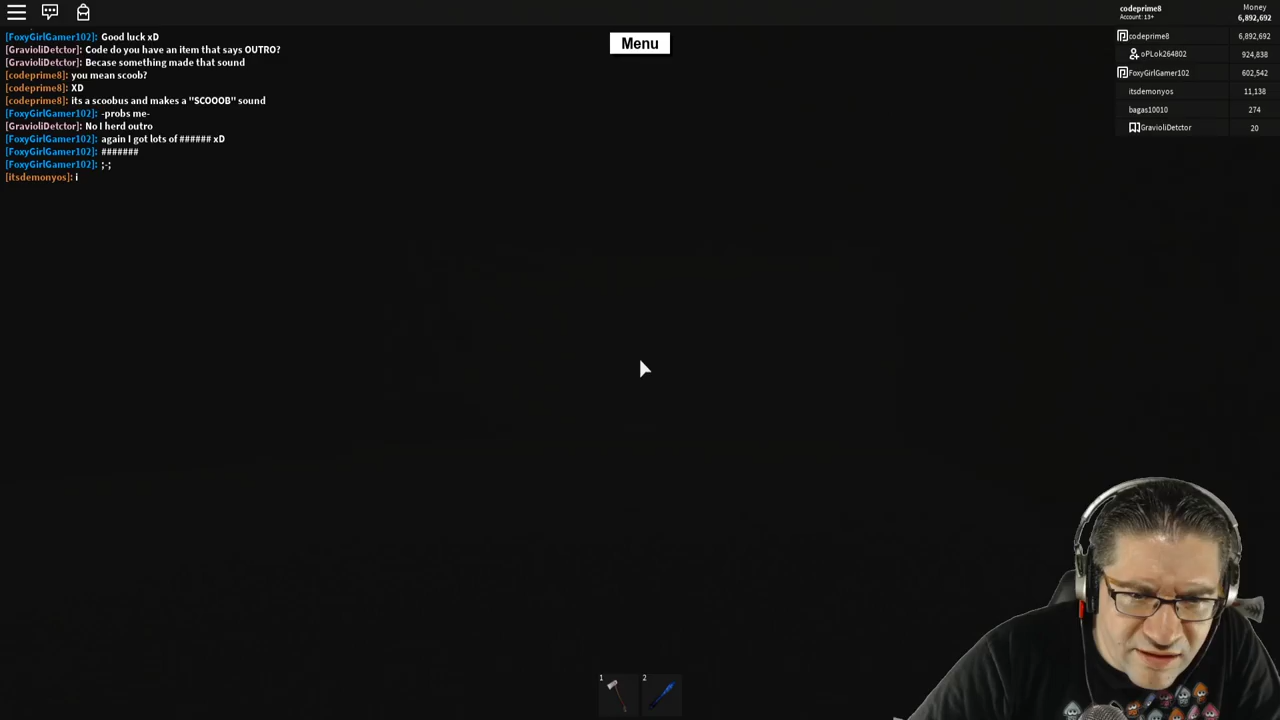 [FoxyGirlGamer102]: Good luck xD
[GravioliDetctor]: Code do you have an item that says OUTRO?
[GravioliDetctor]: Becase something made that sound
[codeprime8]: you mean scoob?
[codeprime8]: XD
[codeprime8]: its a scoobus and makes a "SCOOOB" sound
[FoxyGirlGamer102]: -probs me-
[GravioliDetctor]: No I herd outro
[FoxyGirlGamer102]: again I got lots of ###### xD
[FoxyGirlGamer102]: #######
[FoxyGirlGamer102]: ;-;
[itsdemonyos]: i
Menu
codeprime8 Money
Account: 13+ 6,892,692
codeprime8 6,892,692
oPLok264802 924,838
FoxyGirlGamer102 602,542
itsdemonyos 11,138
bagas10010 274
GravioliDetctor 20
1 2